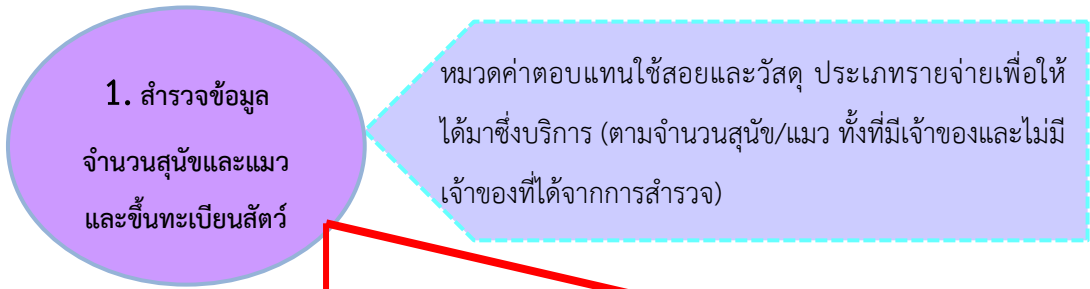 1. สำรวจข้อมูล
จำนวนสุนัขและแมว
และขึ้นทะเบียนสัตว์
หมวดค่าตอบแทนใช้สอยและวัสดุ ประเภทรายจ่ายเพื่อให้
ได้มาซึ่งบริการ (ตามจำนวนสุนัข/แมว ทั้งที่มีเจ้าของและไม่มี
เจ้าของที่ได้จากการสำรวจ)